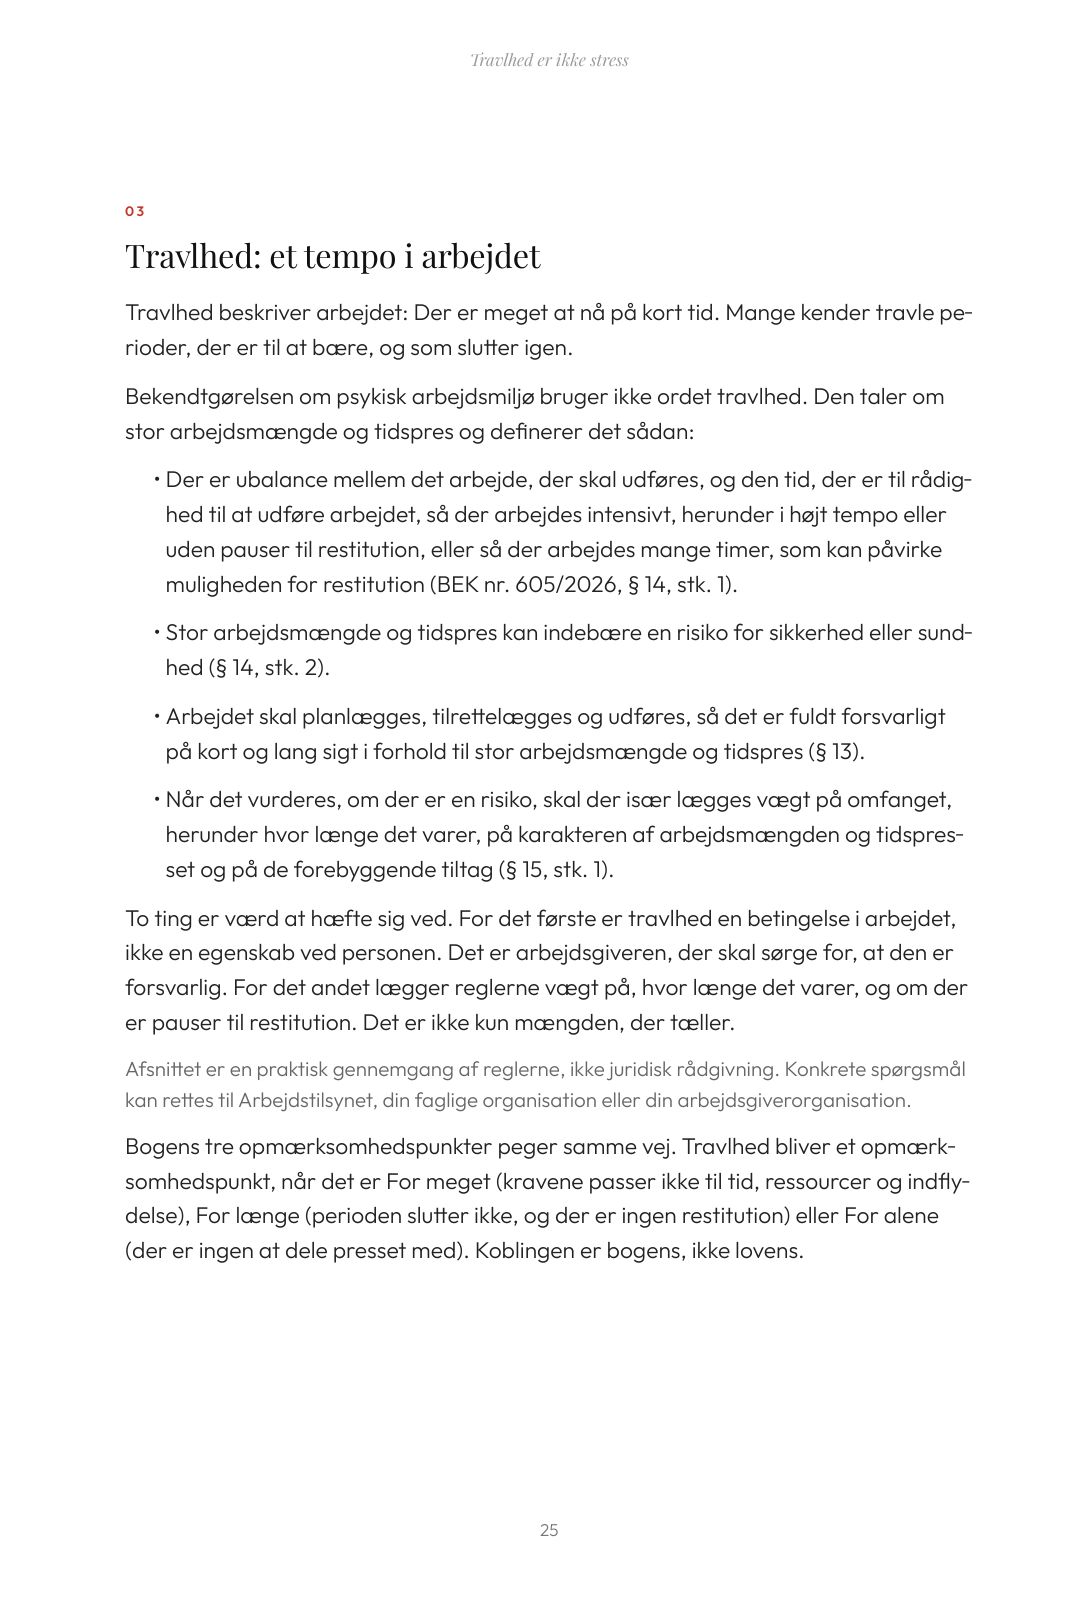 Travlhed er ikke stress
03
Travlhed: et tempo i arbejdet
Travlhed beskriver arbejdet: Der er meget at nå på kort tid. Mange kender travle pe-
rioder, der er til at bære, og som slutter igen.
Bekendtgørelsen om psykisk arbejdsmiljø bruger ikke ordet travlhed. Den taler om
stor arbejdsmængde og tidspres og definerer det sådan:
• Der er ubalance mellem det arbejde, der skal udføres, og den tid, der er til rådig-
hed til at udføre arbejdet, så der arbejdes intensivt, herunder i højt tempo eller
uden pauser til restitution, eller så der arbejdes mange timer, som kan påvirke
muligheden for restitution (BEK nr. 605/2026, § 14, stk. 1).
• Stor arbejdsmængde og tidspres kan indebære en risiko for sikkerhed eller sund-
hed (§ 14, stk. 2).
• Arbejdet skal planlægges, tilrettelægges og udføres, så det er fuldt forsvarligt
på kort og lang sigt i forhold til stor arbejdsmængde og tidspres (§ 13).
• Når det vurderes, om der er en risiko, skal der især lægges vægt på omfanget,
herunder hvor længe det varer, på karakteren af arbejdsmængden og tidspres-
set og på de forebyggende tiltag (§ 15, stk. 1).
To ting er værd at hæfte sig ved. For det første er travlhed en betingelse i arbejdet,
ikke en egenskab ved personen. Det er arbejdsgiveren, der skal sørge for, at den er
forsvarlig. For det andet lægger reglerne vægt på, hvor længe det varer, og om der
er pauser til restitution. Det er ikke kun mængden, der tæller.
Afsnittet er en praktisk gennemgang af reglerne, ikke juridisk rådgivning. Konkrete spørgsmål
kan rettes til Arbejdstilsynet, din faglige organisation eller din arbejdsgiverorganisation.
Bogens tre opmærksomhedspunkter peger samme vej. Travlhed bliver et opmærk-
somhedspunkt, når det er For meget (kravene passer ikke til tid, ressourcer og indfly-
delse), For længe (perioden slutter ikke, og der er ingen restitution) eller For alene
(der er ingen at dele presset med). Koblingen er bogens, ikke lovens.
25